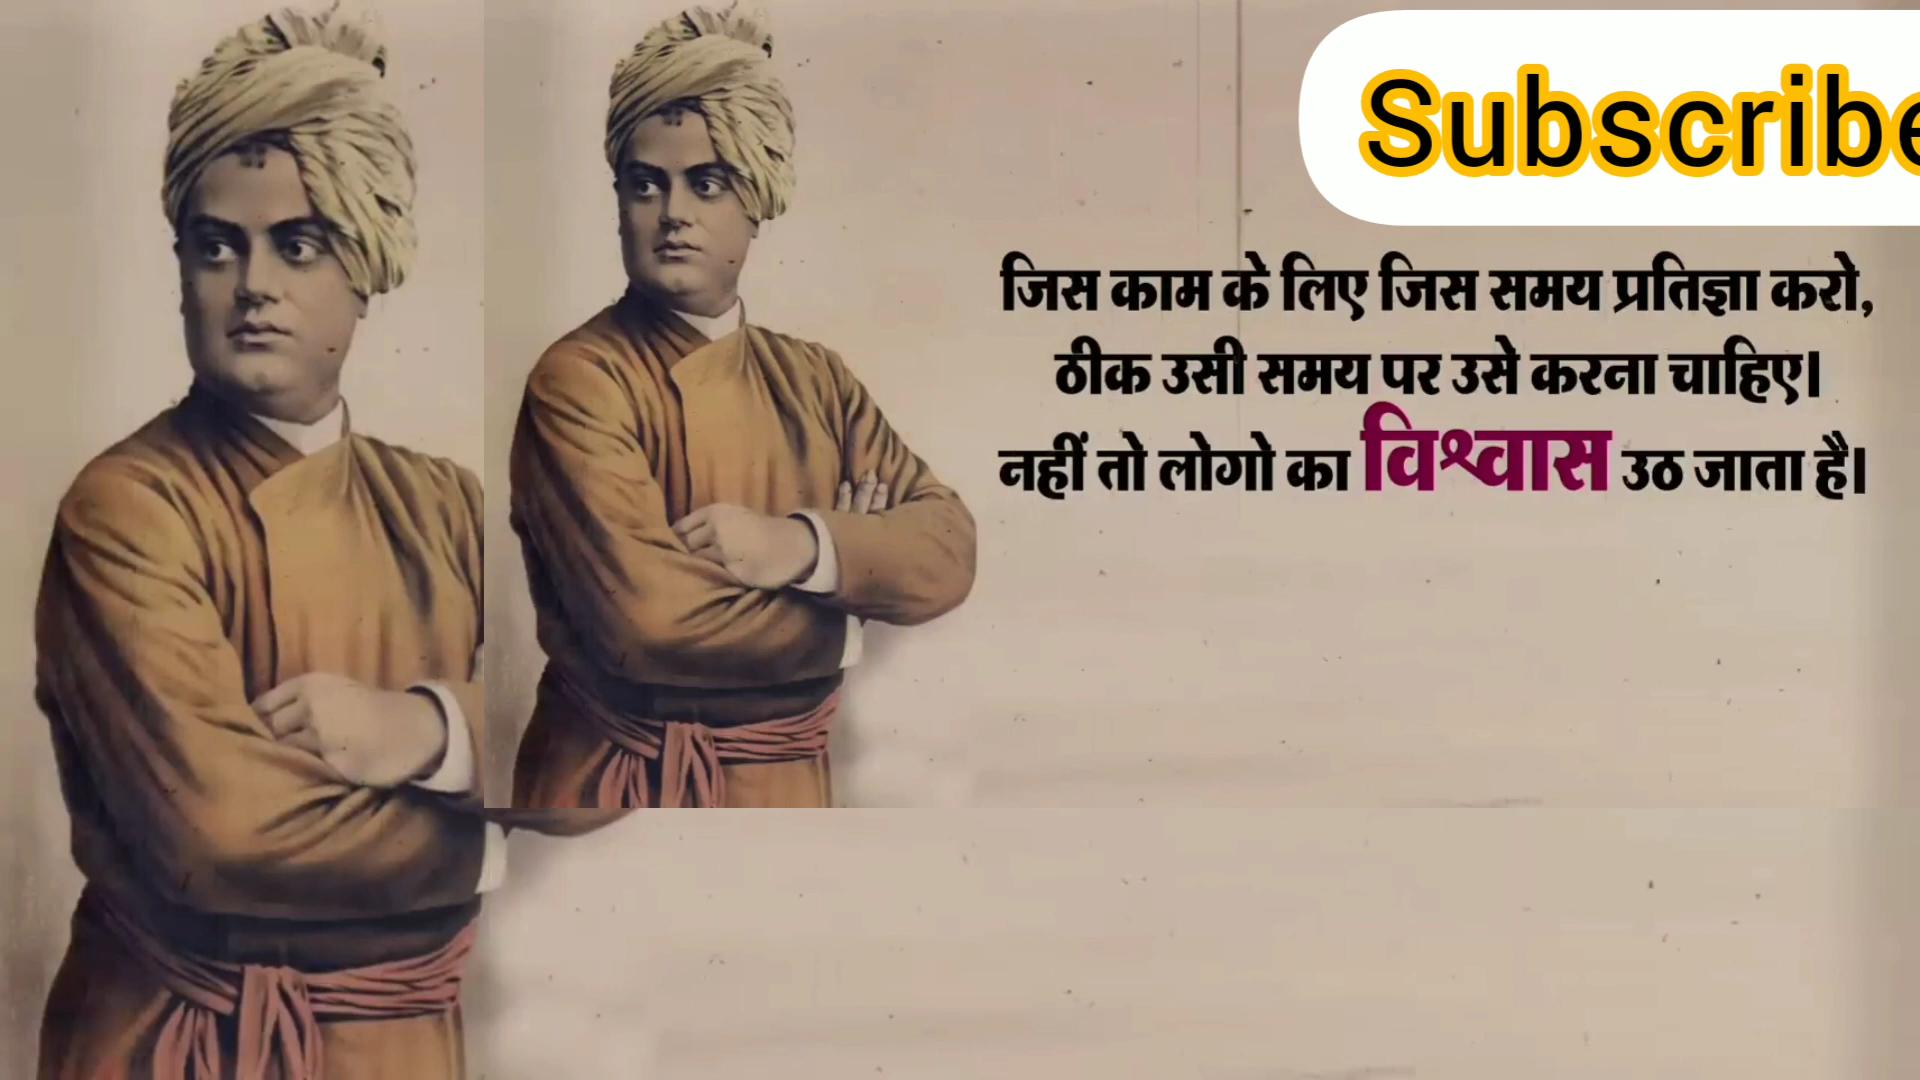 Subscribe
जिस काम के लिए जिस समय प्रतिज्ञा करो,
ठीक उसी समय पर उसे करना चाहिए।
नहीं तो लोगो का विश्वास उठ जाता है।